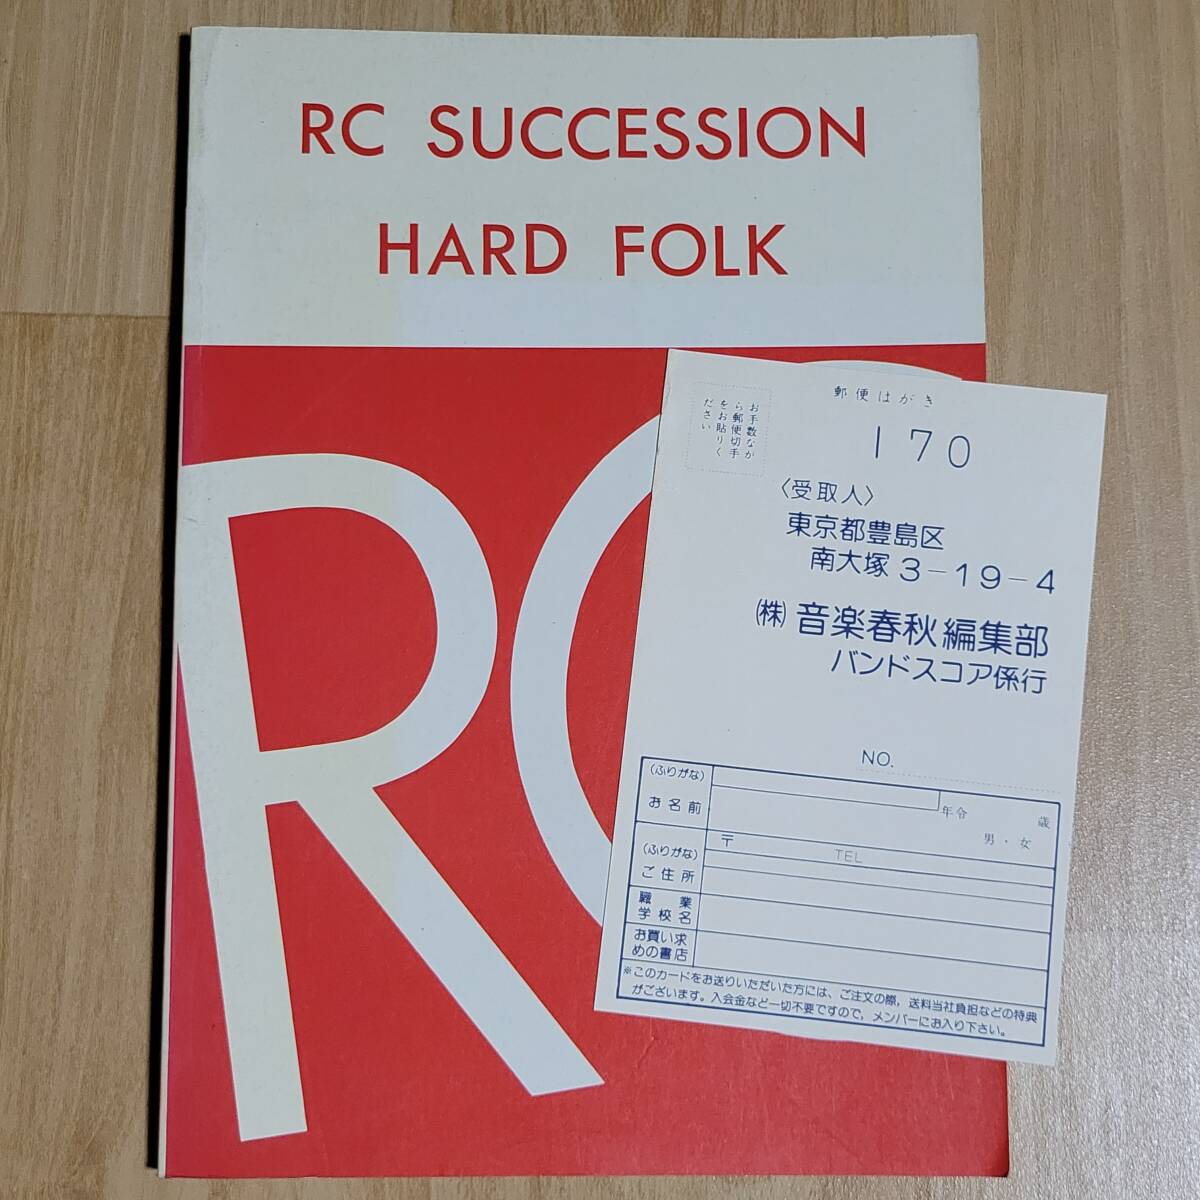 RC SUCCESSION
HARD FOLK
RC
郵便はがき
お手数なが
ら郵便切手
をお貼りく
ださい
170
〈受取人〉
東京都豊島区
南大塚3-19-4
㈱音楽春秋編集部
バンドスコア係行
NO.
(ふりがな)
お名前
年令 歳
男・女
(ふりがな)
ご住所
〒 TEL
職業
学校名
お買い求
めの書店
※このカードをお送りいただいた方には、ご注文の際, 送料当社負担などの特典
がございます。入会金など一切不要ですので, メンバーにお入り下さい。